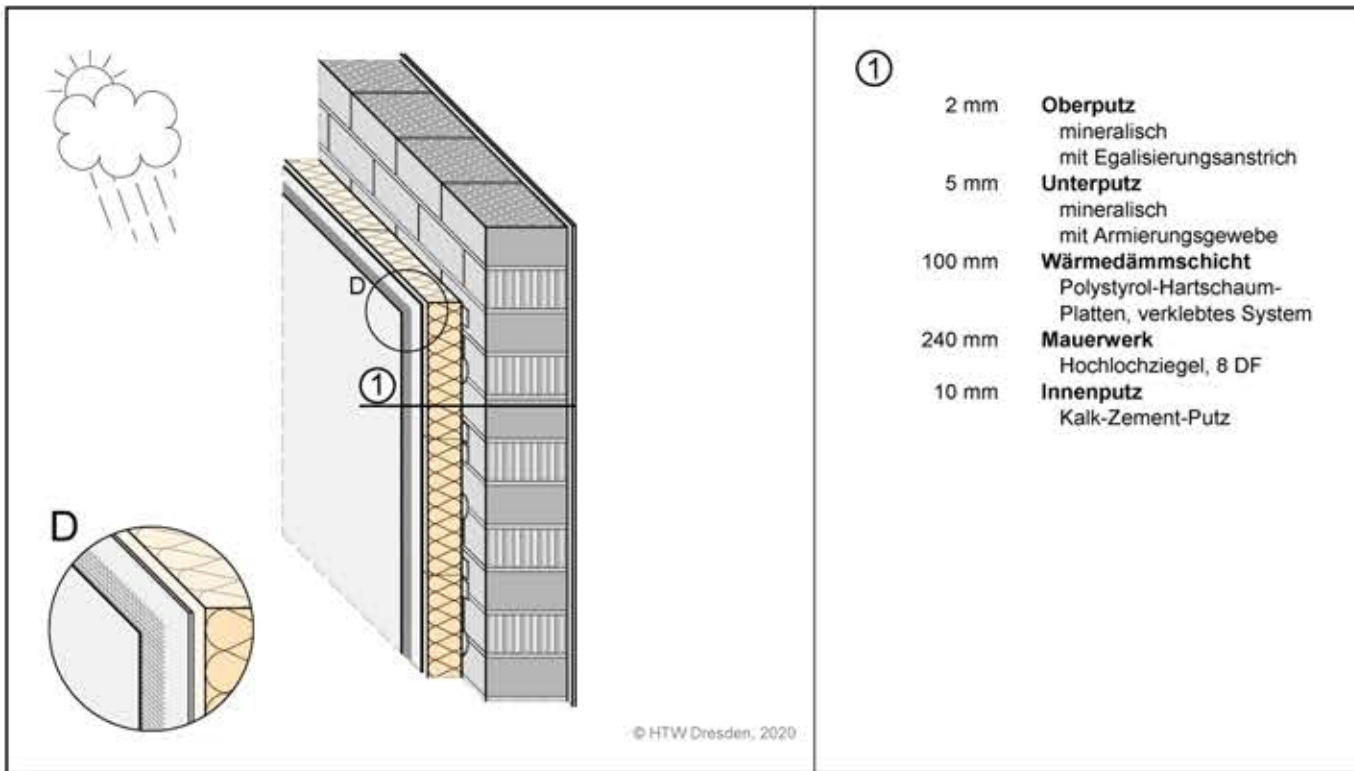 D
1
D
© HTW Dresden, 2020
1
2 mm Oberputz
mineralisch
mit Egalisierungsanstrich
5 mm Unterputz
mineralisch
mit Armierungsgewebe
100 mm Wärmedämmschicht
Polystyrol-Hartschaum-
Platten, verklebtes System
240 mm Mauerwerk
Hochlochziegel, 8 DF
10 mm Innenputz
Kalk-Zement-Putz